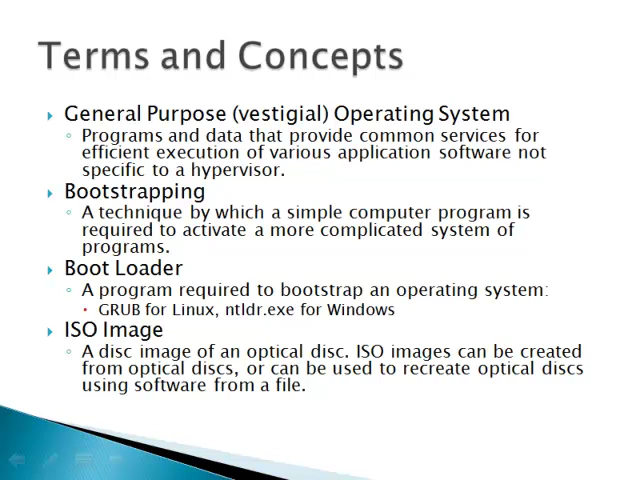 Terms and Concepts
General Purpose (vestigial) Operating System
Programs and data that provide common services for
efficient execution of various application software not
specific to a hypervisor.
Bootstrapping
A technique by which a simple computer program is
required to activate a more complicated system of
programs.
Boot Loader
A program required to bootstrap an operating system:
GRUB for Linux, ntldr.exe for Windows
ISO Image
A disc image of an optical disc. ISO images can be created
from optical discs, or can be used to recreate optical discs
using software from a file.